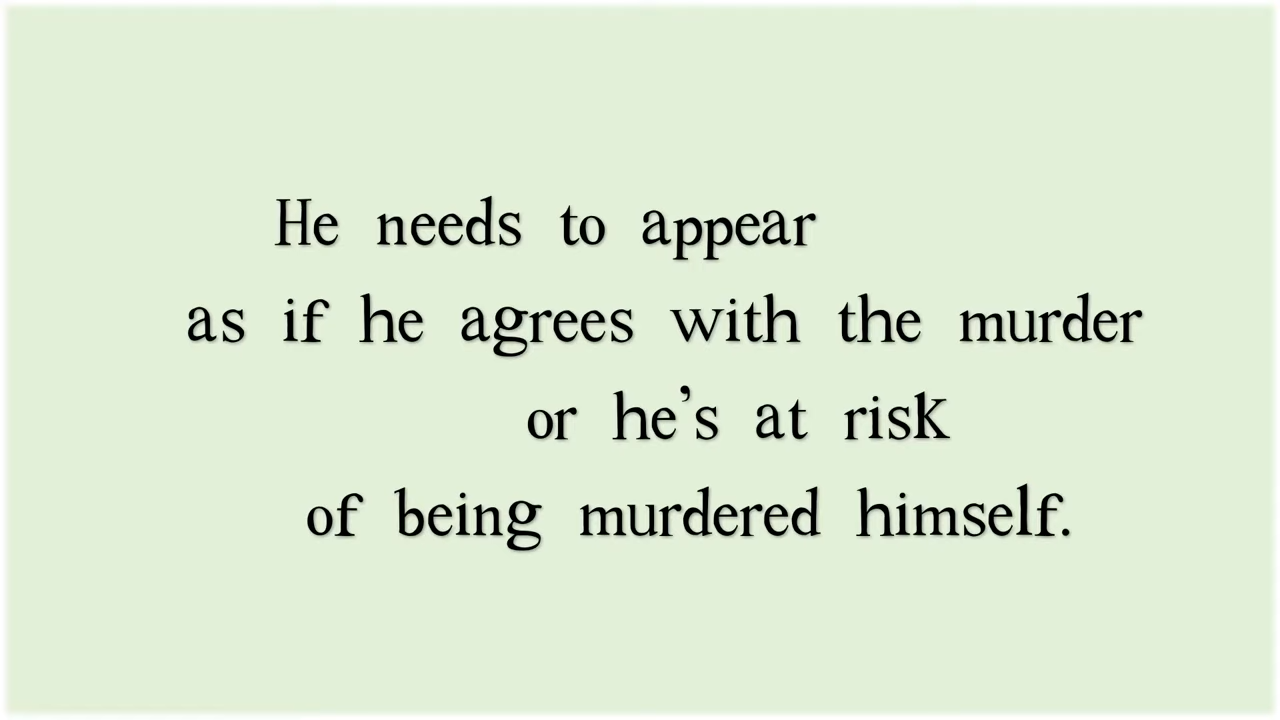 He needs to appear
as if he agrees with the murder
or he’s at risk
of being murdered himself.